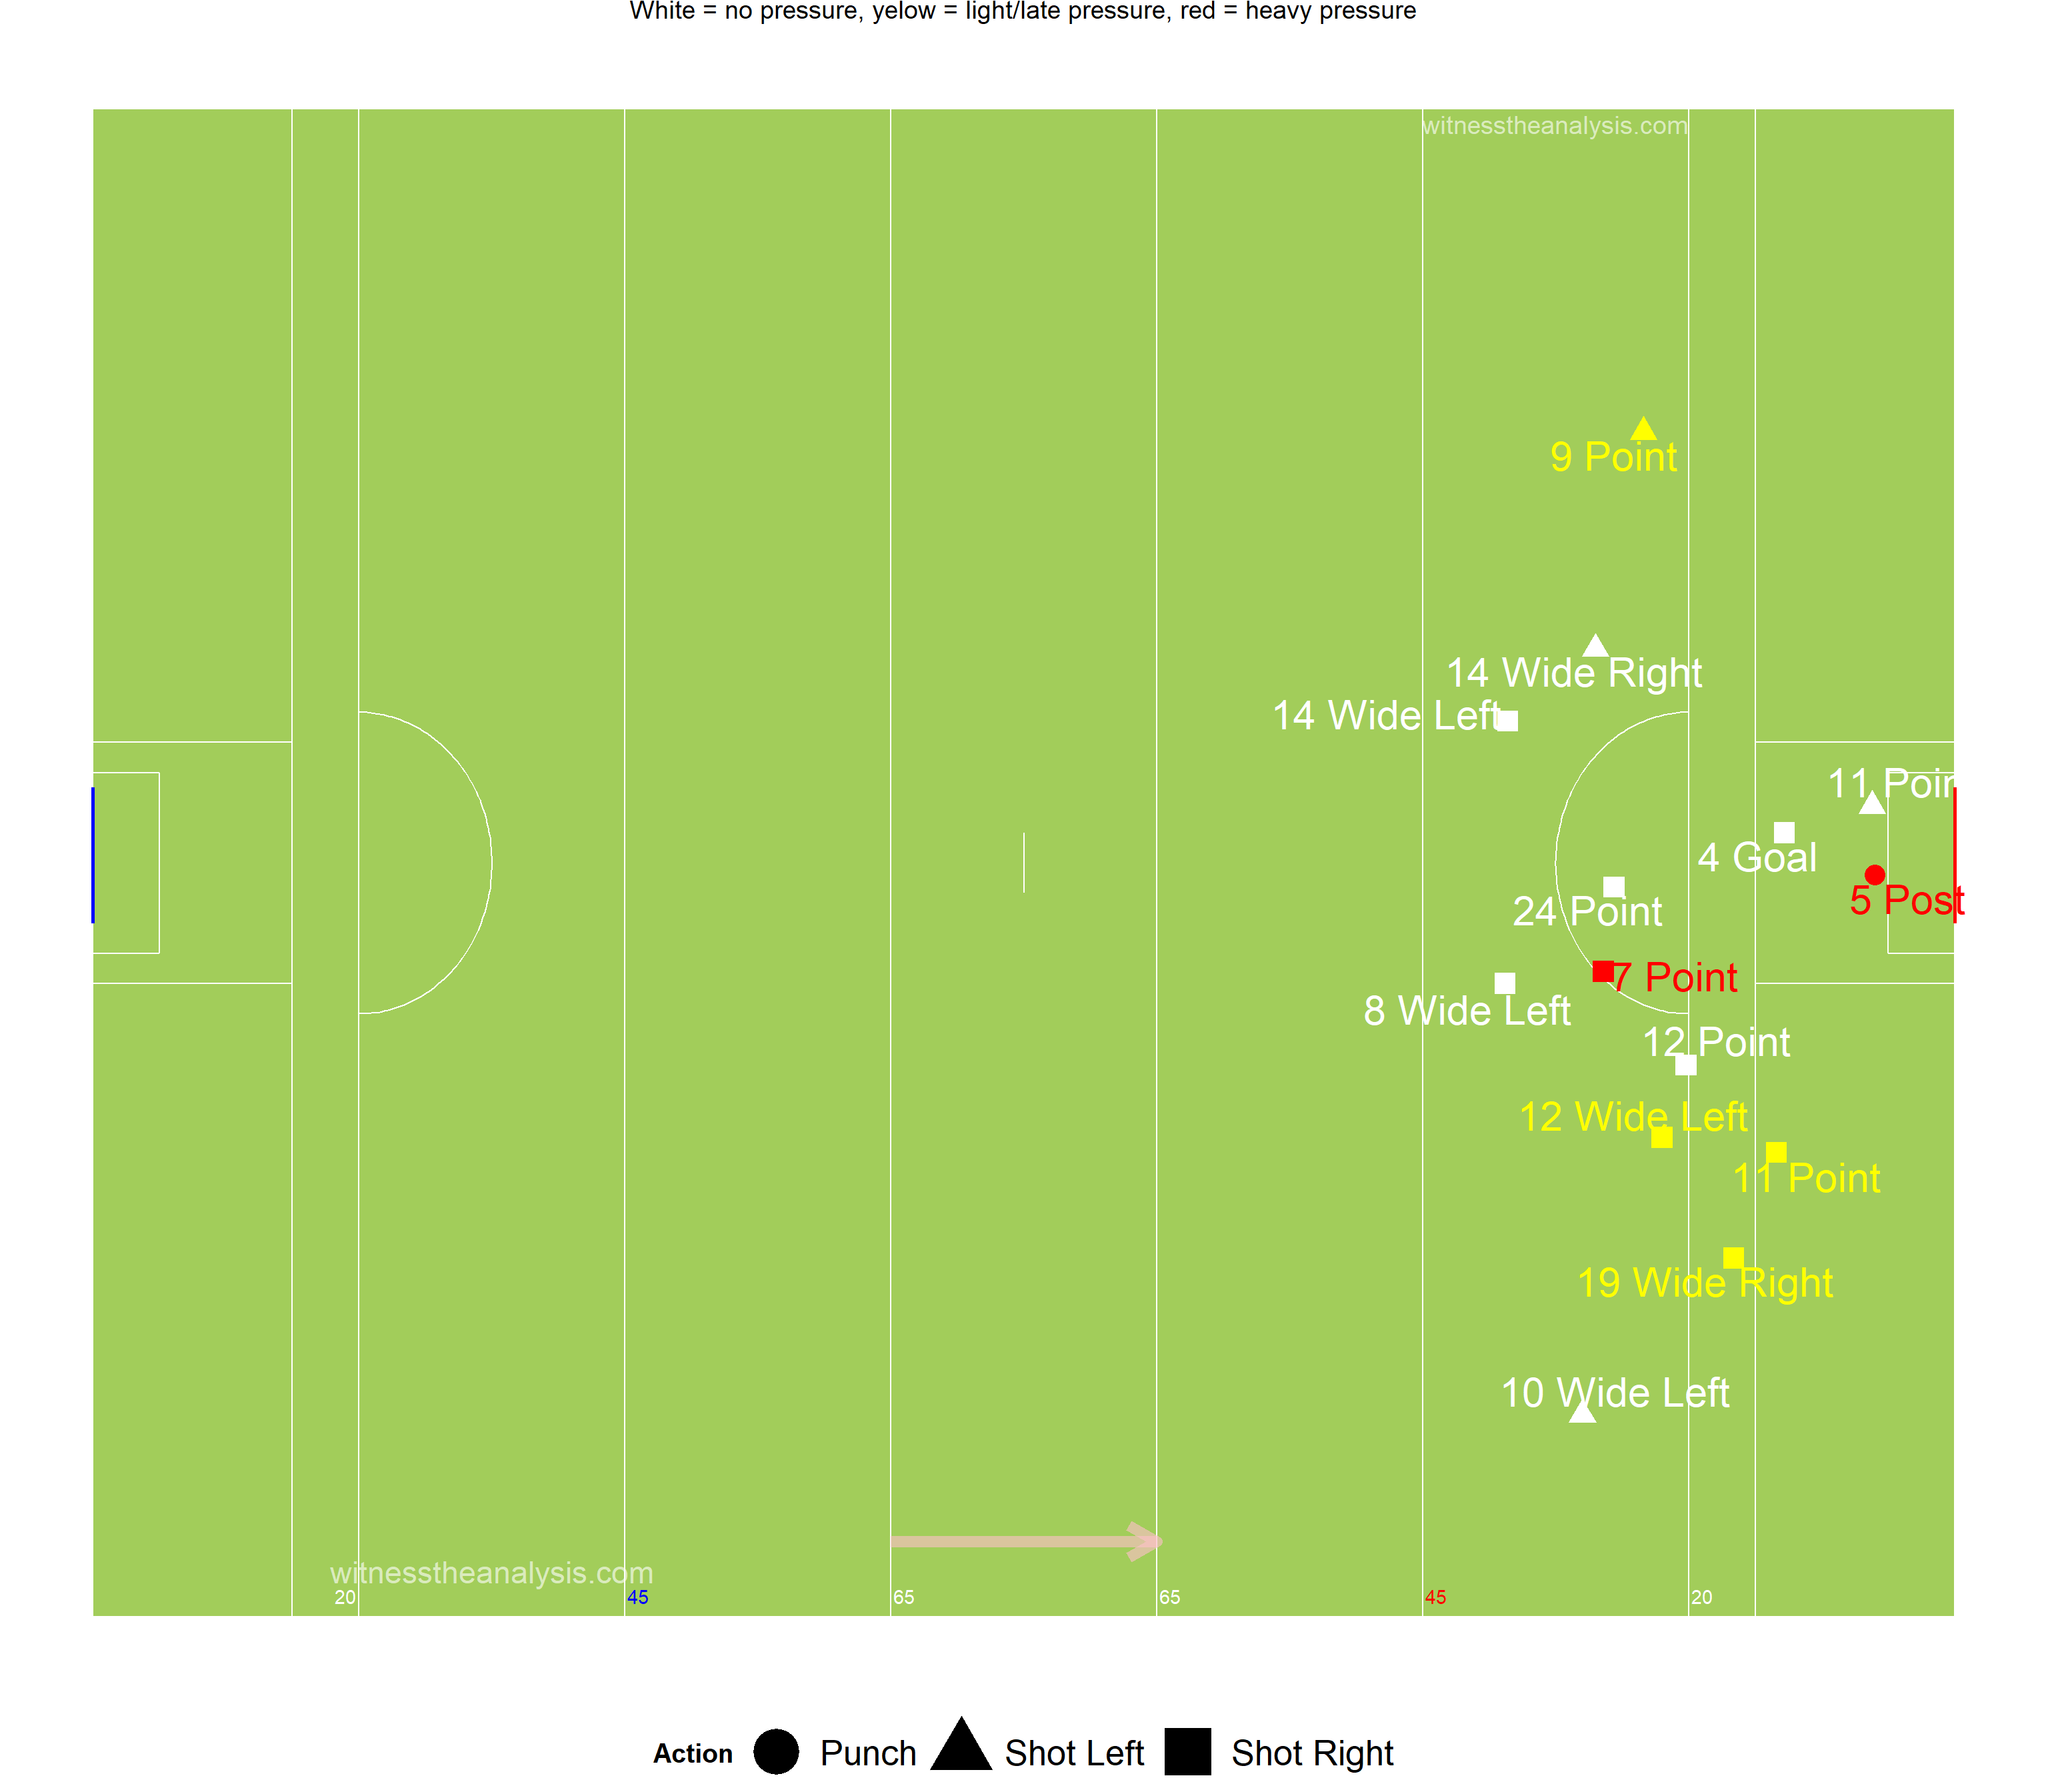 White = no pressure, yelow = light/late pressure, red = heavy pressure
witnesstheanalysis.com
9 Point
14 Wide Right
14 Wide Left
11 Poin
4 Goal
5 Post
24 Point
7 Point
8 Wide Left
12 Point
12 Wide Left
11 Point
19 Wide Right
10 Wide Left
witnesstheanalysis.com
20 45 65 65 45 20
Action Punch Shot Left Shot Right